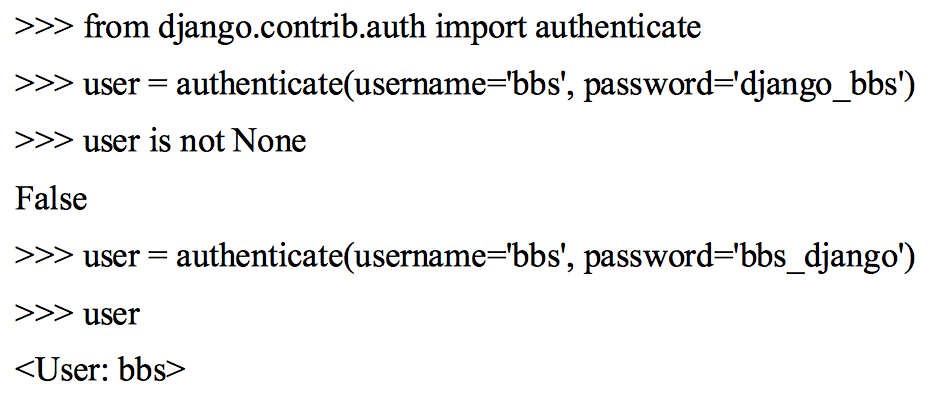 >>> from django.contrib.auth import authenticate
>>> user = authenticate(username='bbs', password='django_bbs')
>>> user is not None
False
>>> user = authenticate(username='bbs', password='bbs_django')
>>> user
<User: bbs>